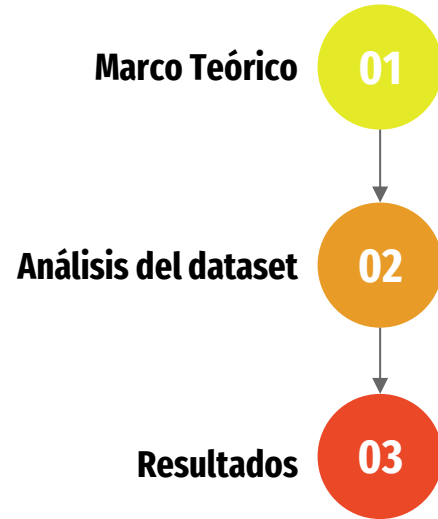 Marco Teórico
01
Análisis del dataset
02
Resultados
03